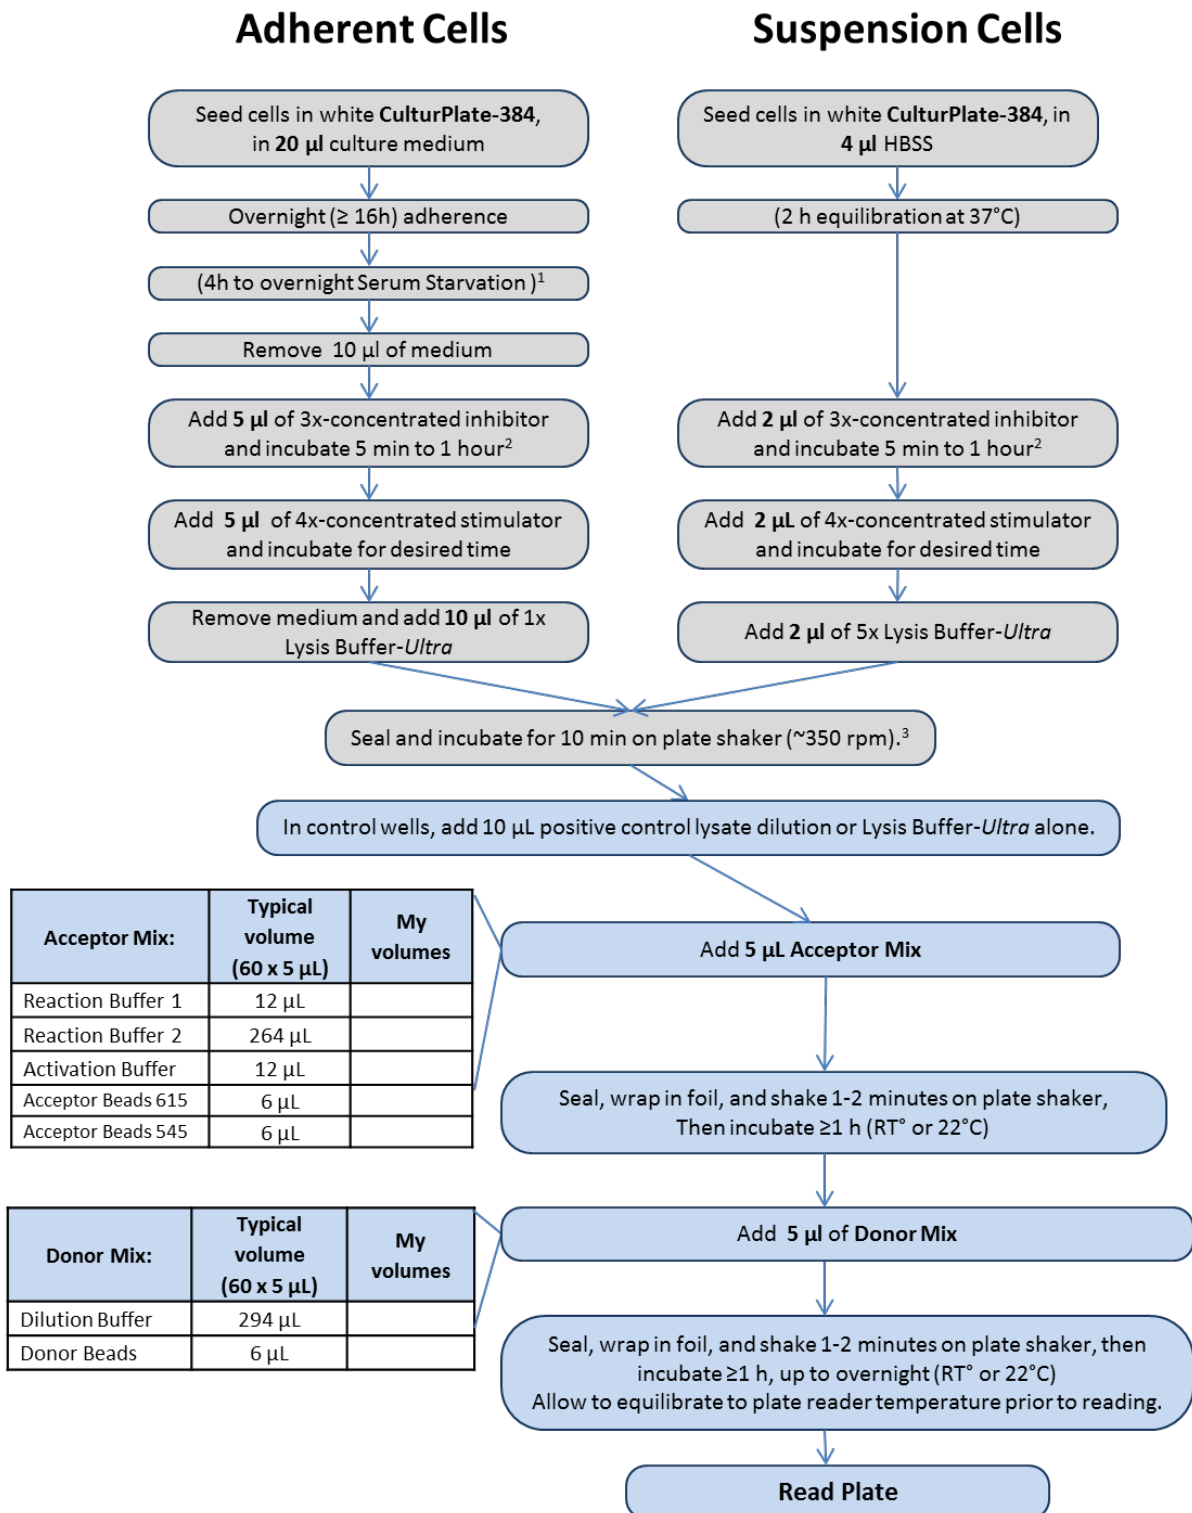 Adherent Cells
Suspension Cells
Seed cells in white CulturPlate-384,
in 20 µl culture medium
Seed cells in white CulturPlate-384, in
4 µl HBSS
Overnight (≥ 16h) adherence
(2 h equilibration at 37°C)
(4h to overnight Serum Starvation )¹
Remove 10 µl of medium
Add 5 µl of 3x-concentrated inhibitor
and incubate 5 min to 1 hour²
Add 2 µl of 3x-concentrated inhibitor
and incubate 5 min to 1 hour²
Add 5 µl of 4x-concentrated stimulator
and incubate for desired time
Add 2 µL of 4x-concentrated stimulator
and incubate for desired time
Remove medium and add 10 µl of 1x
Lysis Buffer-Ultra
Add 2 µl of 5x Lysis Buffer-Ultra
Seal and incubate for 10 min on plate shaker (~350 rpm).³
In control wells, add 10 µL positive control lysate dilution or Lysis Buffer-Ultra alone.
Acceptor Mix:
Typical
volume
(60 x 5 µL)
My
volumes
Reaction Buffer 1
12 µL
Reaction Buffer 2
264 µL
Activation Buffer
12 µL
Acceptor Beads 615
6 µL
Acceptor Beads 545
6 µL
Add 5 µL Acceptor Mix
Seal, wrap in foil, and shake 1-2 minutes on plate shaker,
Then incubate ≥1 h (RT° or 22°C)
Donor Mix:
Typical
volume
(60 x 5 µL)
My
volumes
Dilution Buffer
294 µL
Donor Beads
6 µL
Add 5 µl of Donor Mix
Seal, wrap in foil, and shake 1-2 minutes on plate shaker, then
incubate ≥1 h, up to overnight (RT° or 22°C)
Allow to equilibrate to plate reader temperature prior to reading.
Read Plate